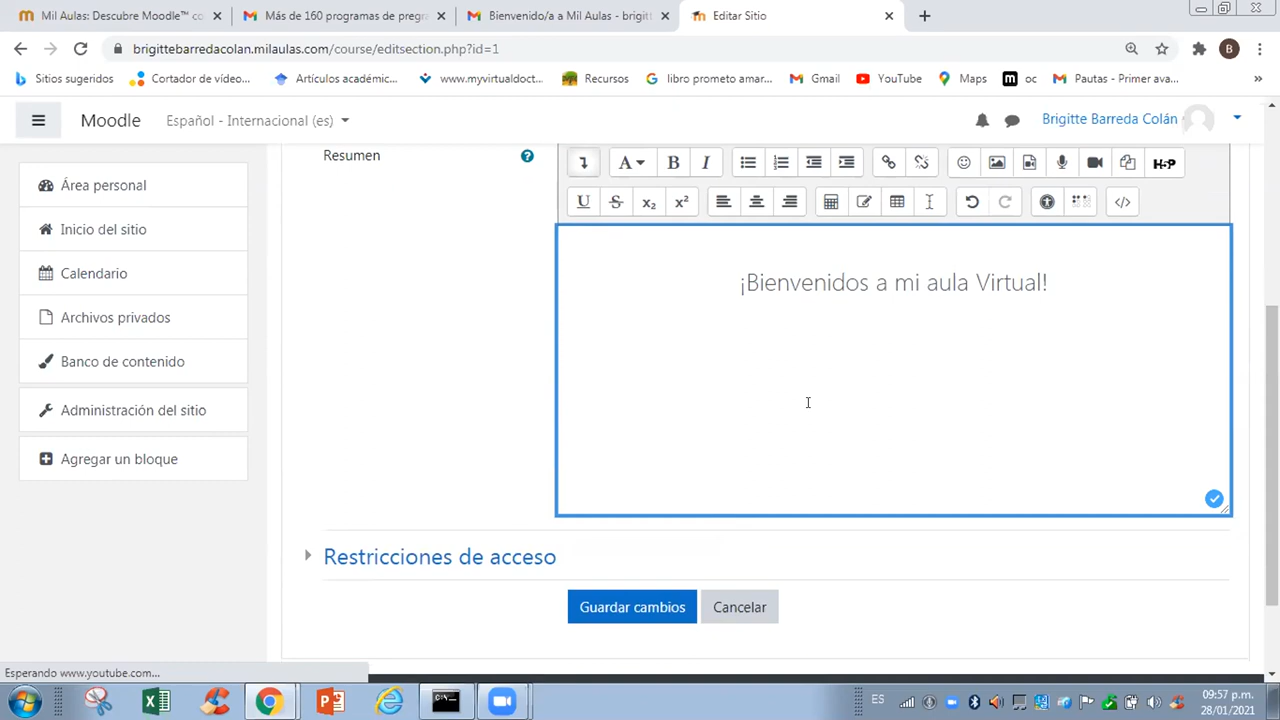 Mil Aulas: Descubre Moodle™ co
Más de 160 programas de pregr
Bienvenido/a a Mil Aulas - brigitt
Editar Sitio
brigittebarredacolan.milaulas.com/course/editsection.php?id=1
Sitios sugeridos
Cortador de vídeo...
Artículos académic...
www.myvirtualdoct...
Recursos
libro prometo amar...
Gmail
YouTube
Maps
oc
Pautas - Primer ava...
»
B
Moodle
Español - Internacional (es)
Brigitte Barreda Colán
Resumen
A B I H5P
U S x₂ x²
</>
Área personal
Inicio del sitio
Calendario
Archivos privados
Banco de contenido
Administración del sitio
Agregar un bloque
¡Bienvenidos a mi aula Virtual!
Restricciones de acceso
Guardar cambios
Cancelar
Esperando www.youtube.com...
ES
09:57 p.m.
28/01/2021